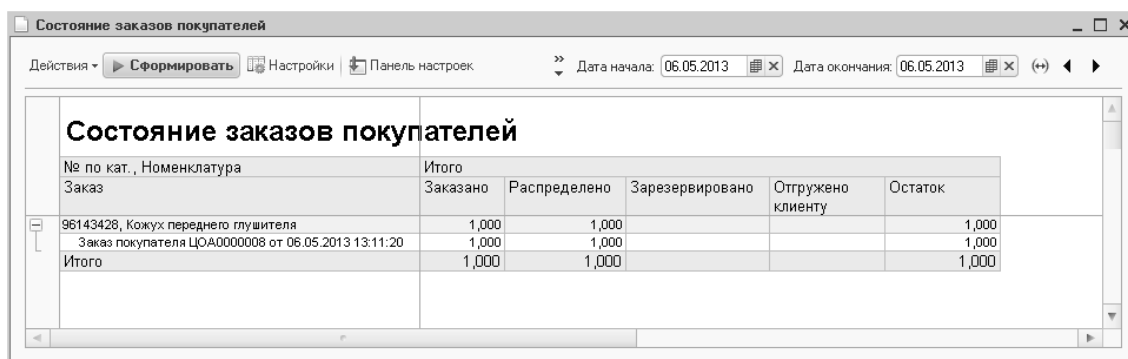 Состояние заказов покупателей
Действия Сформировать Настройки Панель настроек Дата начала: 06.05.2013 Дата окончания: 06.05.2013
Состояние заказов покупателей
№ по кат., Номенклатура Итого
Заказ Заказано Распределено Зарезервировано Отгружено клиенту Остаток
96143428, Кожух переднего глушителя 1,000 1,000 1,000
Заказ покупателя ЦОА0000008 от 06.05.2013 13:11:20 1,000 1,000 1,000
Итого 1,000 1,000 1,000